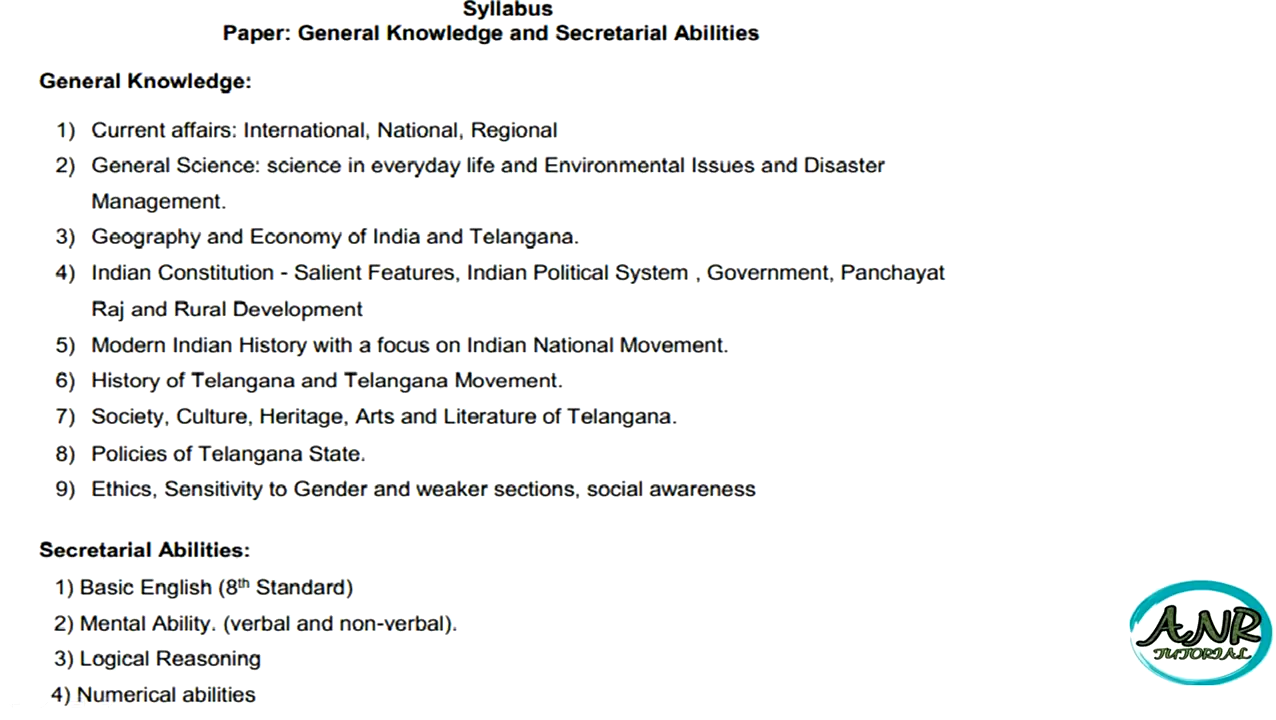 Syllabus
Paper: General Knowledge and Secretarial Abilities
General Knowledge:
1) Current affairs: International, National, Regional
2) General Science: science in everyday life and Environmental Issues and Disaster
Management.
3) Geography and Economy of India and Telangana.
4) Indian Constitution - Salient Features, Indian Political System , Government, Panchayat
Raj and Rural Development
5) Modern Indian History with a focus on Indian National Movement.
6) History of Telangana and Telangana Movement.
7) Society, Culture, Heritage, Arts and Literature of Telangana.
8) Policies of Telangana State.
9) Ethics, Sensitivity to Gender and weaker sections, social awareness
Secretarial Abilities:
1) Basic English (8th Standard)
2) Mental Ability. (verbal and non-verbal).
3) Logical Reasoning
4) Numerical abilities
ANR
TUTORIAL